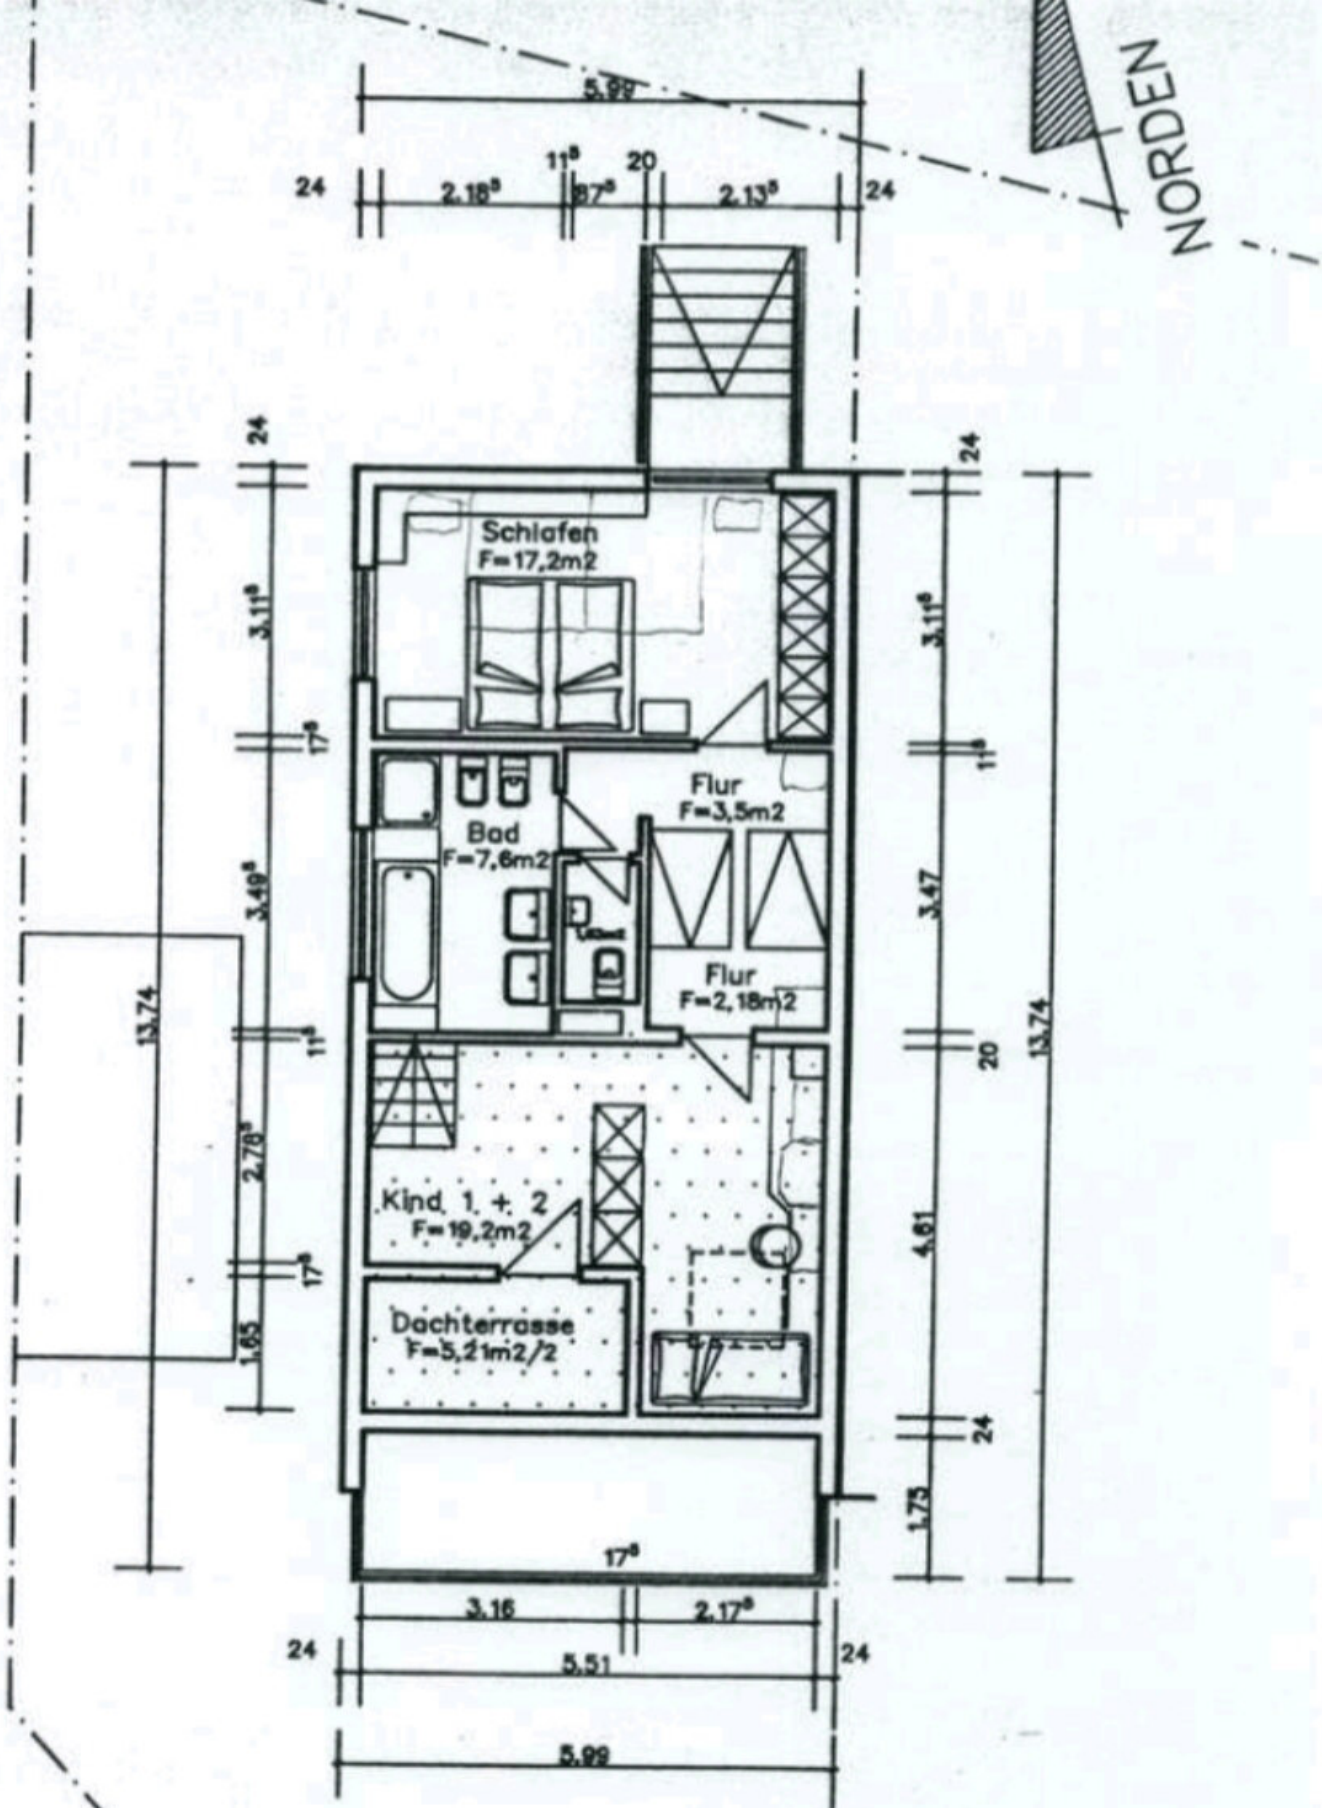 5.99
NORDEN
11⁵ 20
24 2.18⁵ 87⁵ 2.13⁵ 24
24
24
Schlafen
F=17,2m2
3.11⁵
3.11⁵
17⁵
11⁵
Flur
F=3,5m2
Bad
F=7,6m2
3.49⁵
3.47
Flur
F=2,18m2
13.74
13.74
11⁵
20
2.78⁵
Kind 1 + 2
F=19,2m2
4.61
17⁵
Dachterrasse
F=5,21m2/2
1.65
24
1.73
17⁵
3.16 2.17⁵
24 5.51 24
5.99